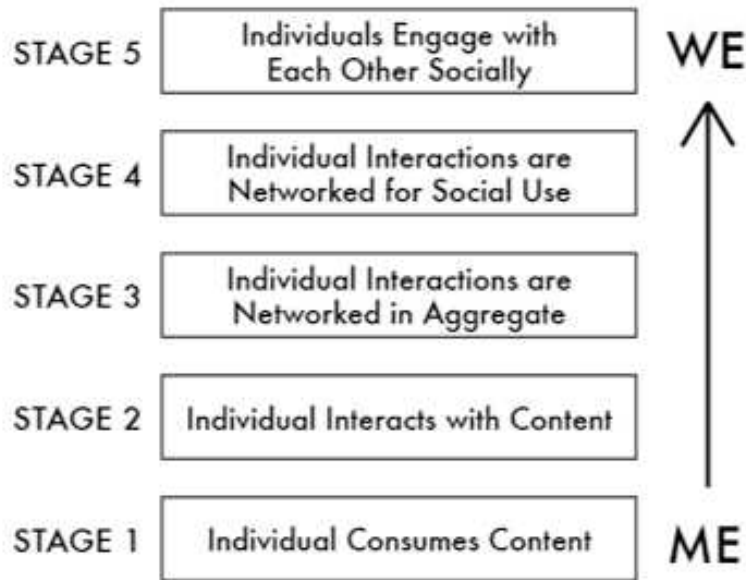 STAGE 5
Individuals Engage with
Each Other Socially
WE
STAGE 4
Individual Interactions are
Networked for Social Use
STAGE 3
Individual Interactions are
Networked in Aggregate
STAGE 2
Individual Interacts with Content
STAGE 1
Individual Consumes Content
ME